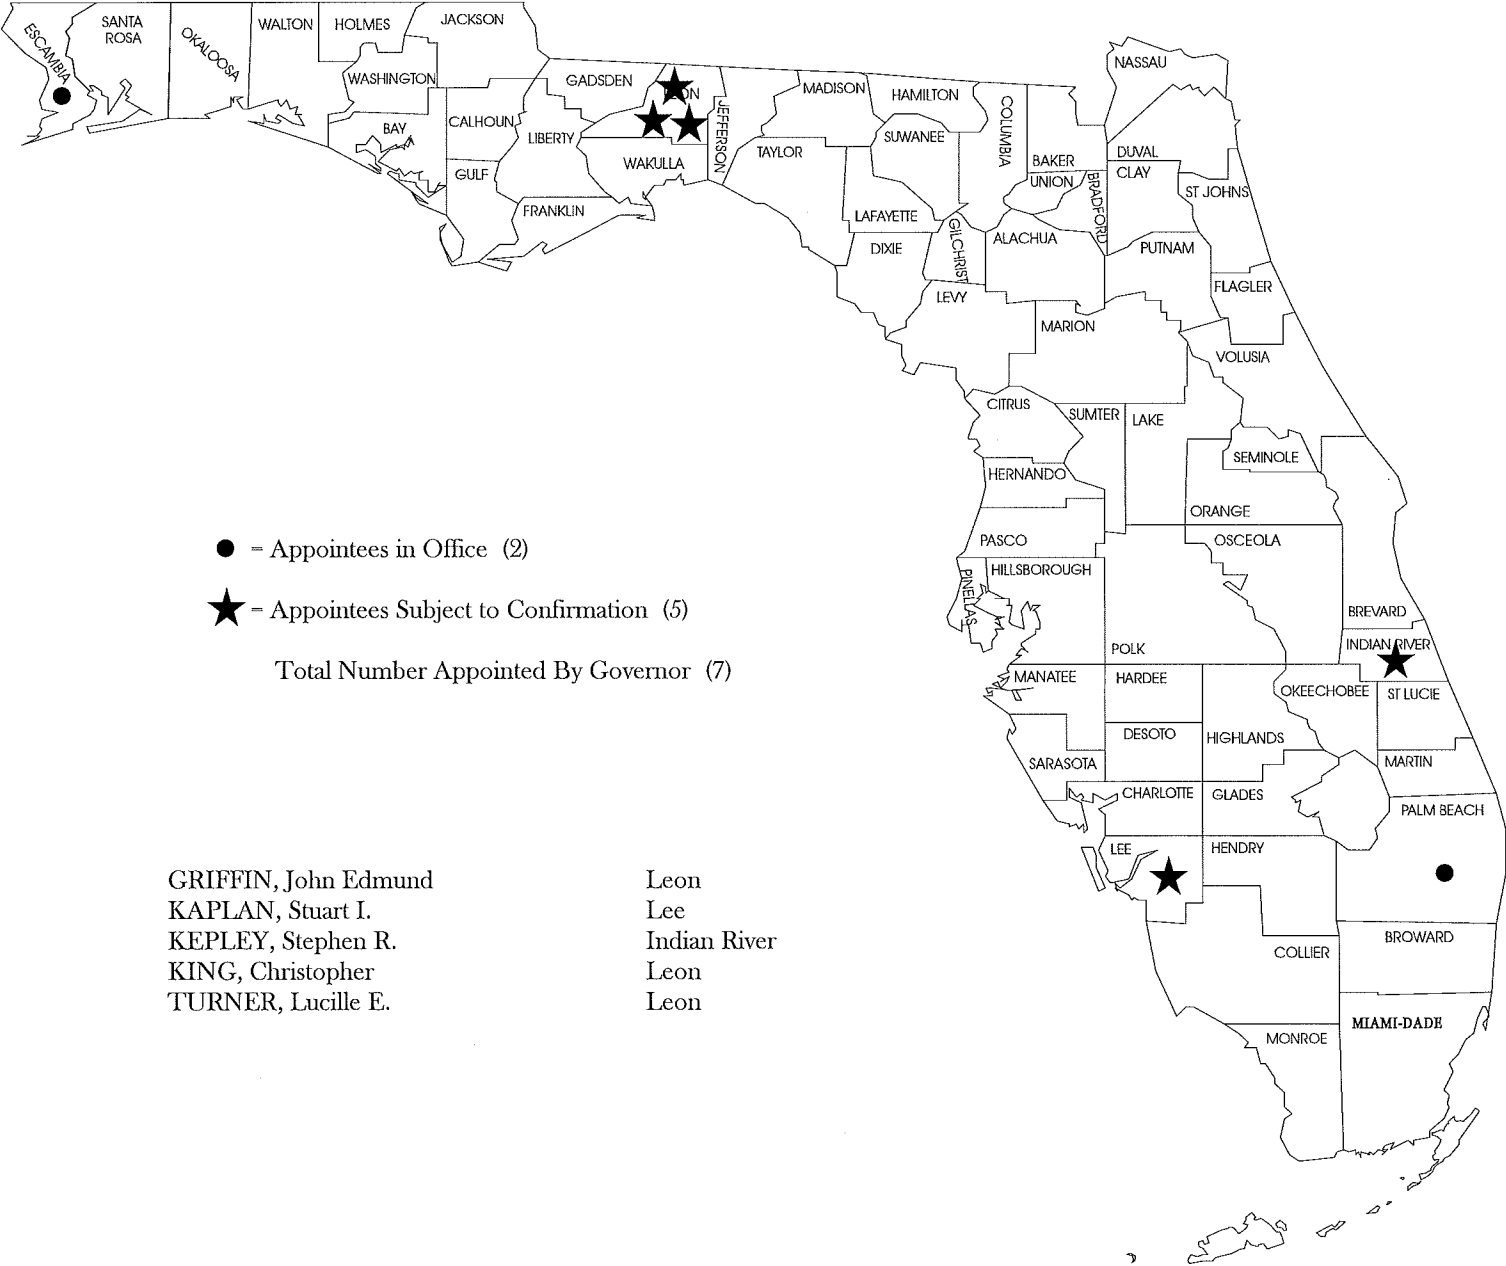 ESCAMBIA
SANTA
ROSA
OKALOOSA
WALTON
HOLMES
JACKSON
WASHINGTON
BAY
CALHOUN
GULF
GADSDEN
LIBERTY
FRANKLIN
WAKULLA
JEFFERSON
MADISON
TAYLOR
HAMILTON
SUWANEE
LAFAYETTE
DIXIE
COLUMBIA
GILCHRIST
LEVY
NASSAU
BAKER
UNION
BRADFORD
DUVAL
CLAY
ST JOHNS
ALACHUA
PUTNAM
FLAGLER
MARION
VOLUSIA
CITRUS
SUMTER
LAKE
SEMINOLE
HERNANDO
ORANGE
PASCO
OSCEOLA
PINELLAS
HILLSBOROUGH
POLK
BREVARD
INDIAN RIVER
MANATEE
HARDEE
OKEECHOBEE
ST LUCIE
DESOTO
HIGHLANDS
SARASOTA
MARTIN
CHARLOTTE
GLADES
PALM BEACH
LEE
HENDRY
BROWARD
COLLIER
MIAMI-DADE
MONROE
= Appointees in Office (2)
= Appointees Subject to Confirmation (5)
Total Number Appointed By Governor (7)
GRIFFIN, John Edmund Leon
KAPLAN, Stuart I. Lee
KEPLEY, Stephen R. Indian River
KING, Christopher Leon
TURNER, Lucille E. Leon